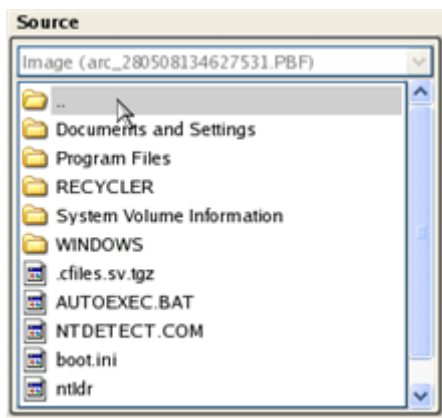 Source
Image (arc_280508134627531.PBF)
..
Documents and Settings
Program Files
RECYCLER
System Volume Information
WINDOWS
.cfiles.sv.tgz
AUTOEXEC.BAT
NTDETECT.COM
boot.ini
ntldr